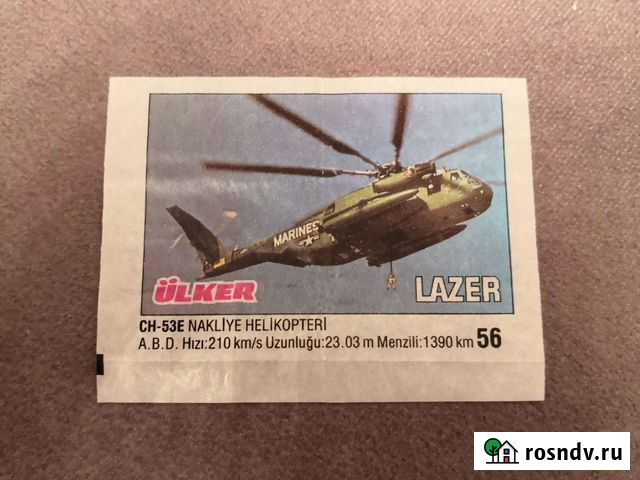 MARINES
ÜLKER
LAZER
CH-53E NAKLİYE HELİKOPTERİ
A.B.D. Hızı:210 km/s Uzunluğu:23.03 m Menzili:1390 km 56
rosndv.ru